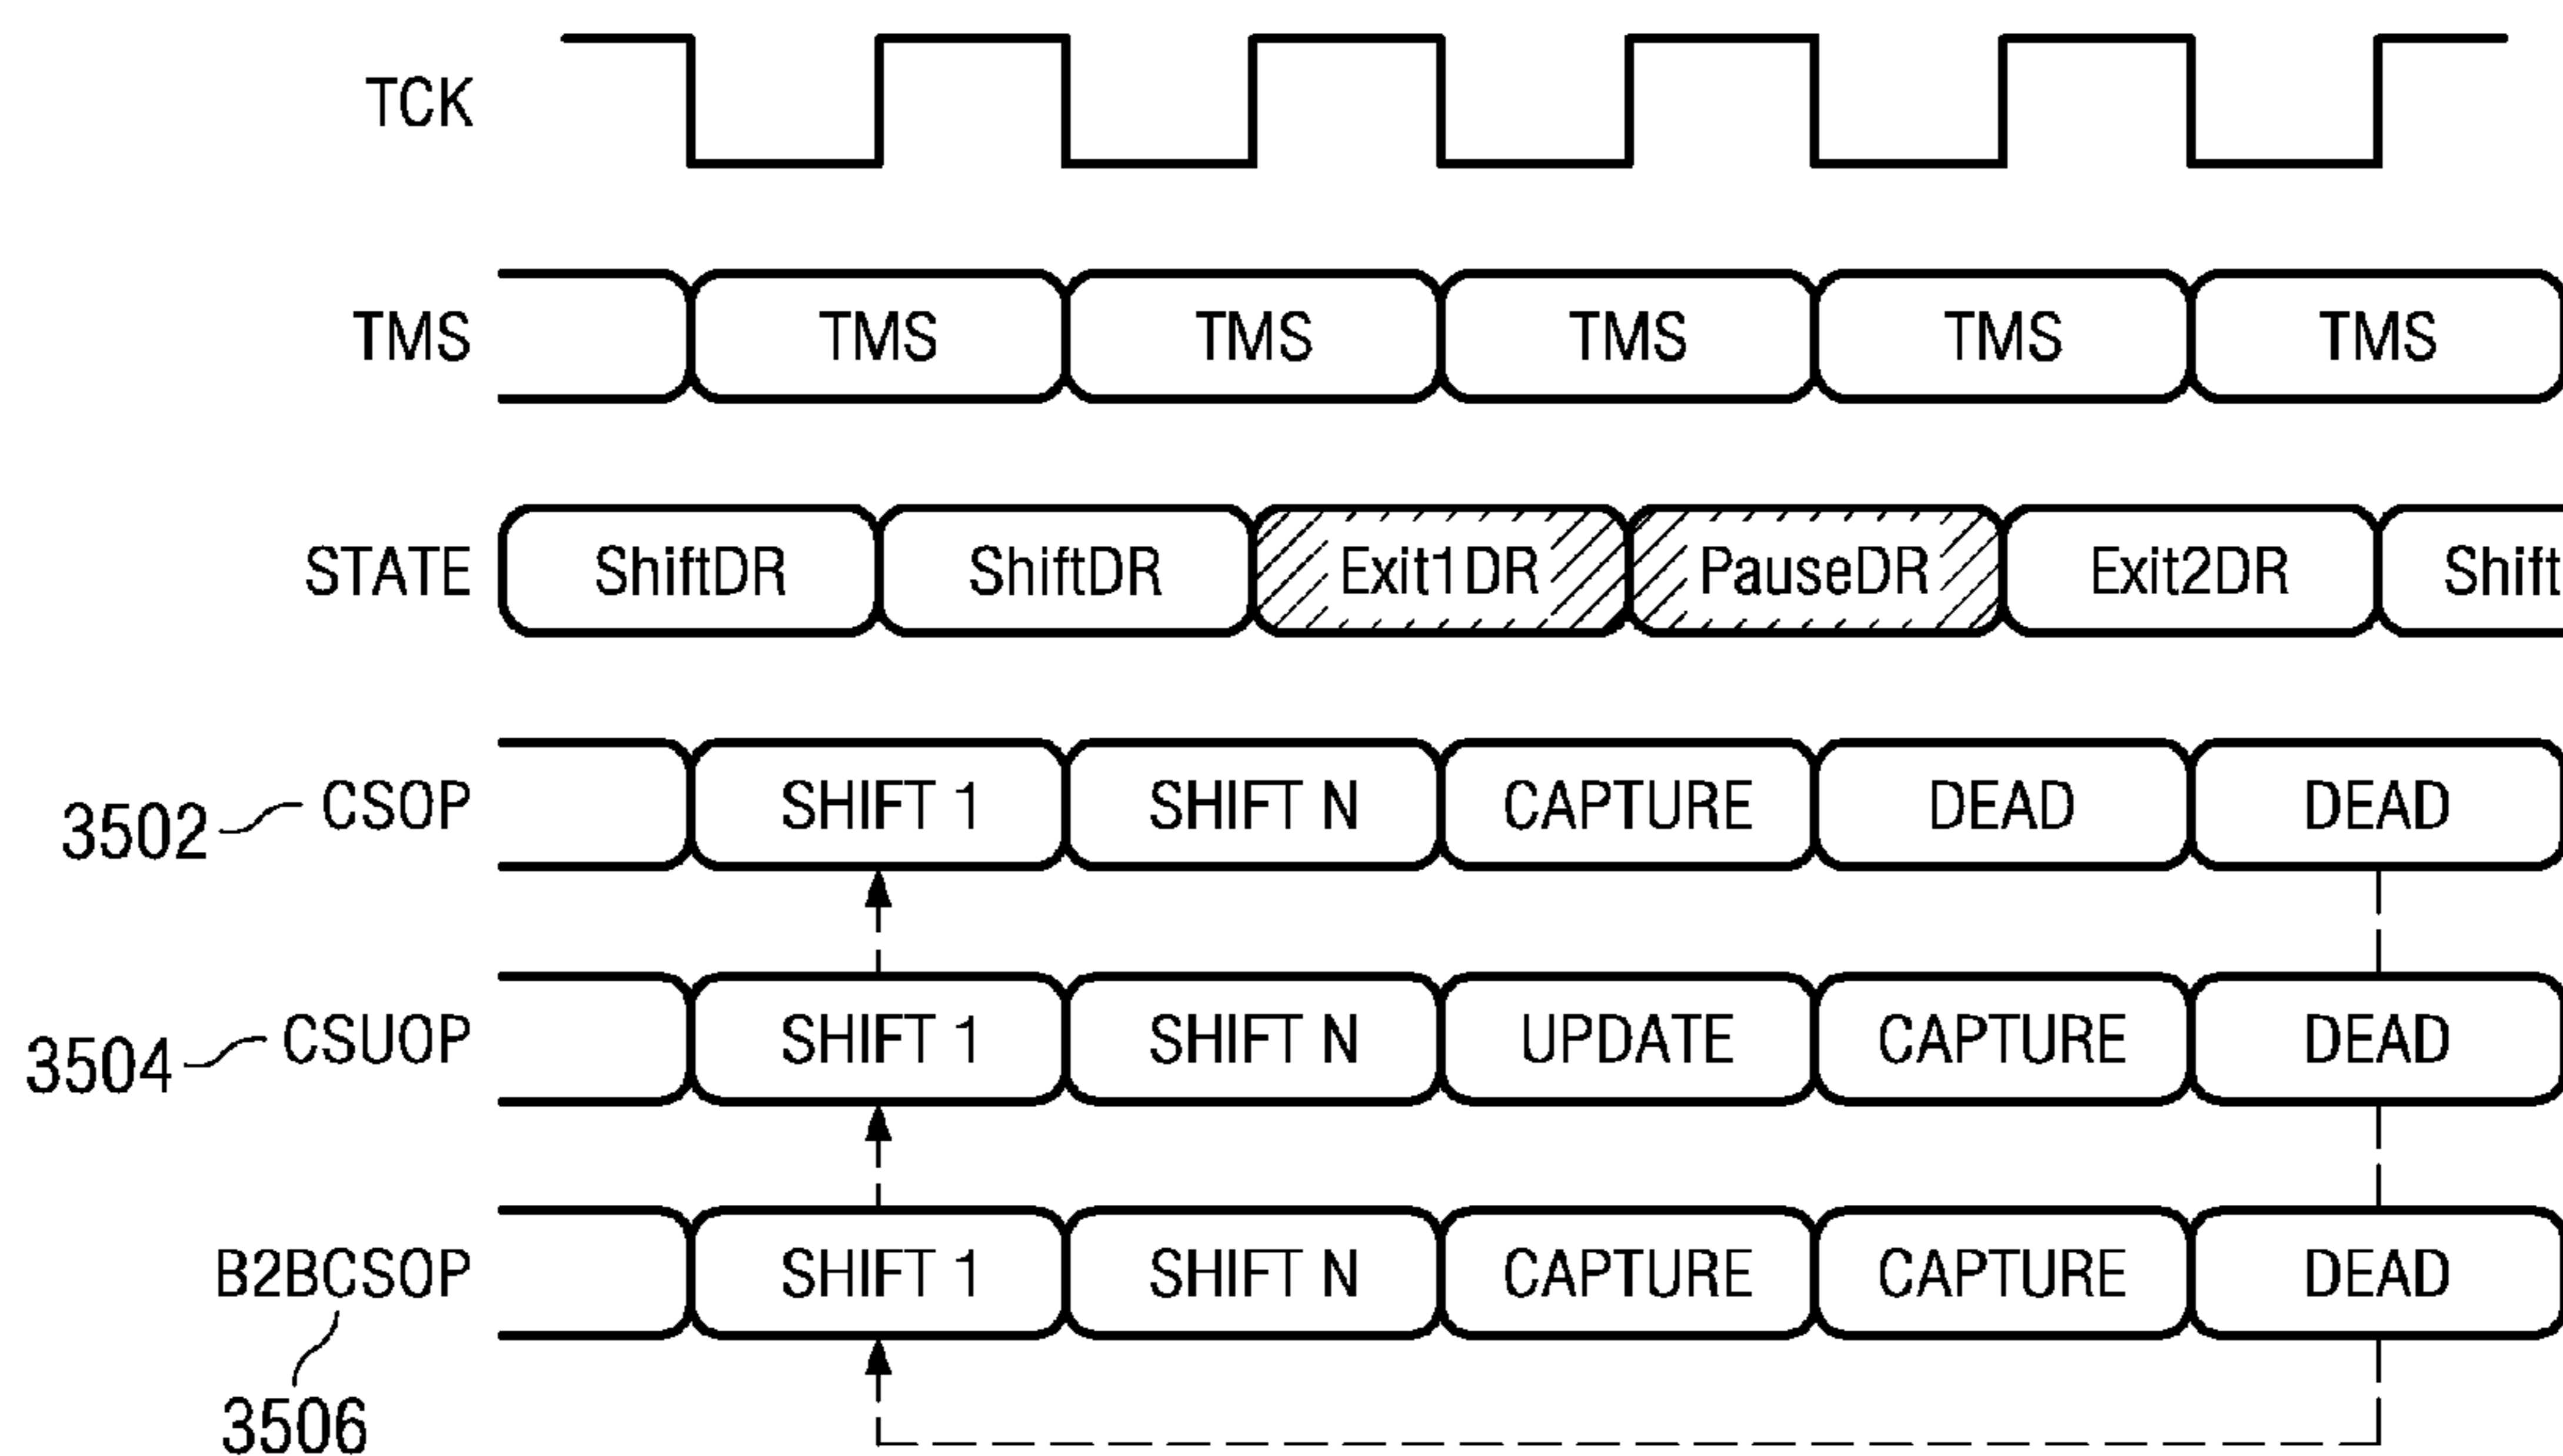 TCK
TMS TMS TMS TMS TMS TMS
STATE ShiftDR ShiftDR Exit1DR PauseDR Exit2DR Shift
3502 CSOP SHIFT 1 SHIFT N CAPTURE DEAD DEAD
3504 CSUOP SHIFT 1 SHIFT N UPDATE CAPTURE DEAD
B2BCSOP SHIFT 1 SHIFT N CAPTURE CAPTURE DEAD
3506